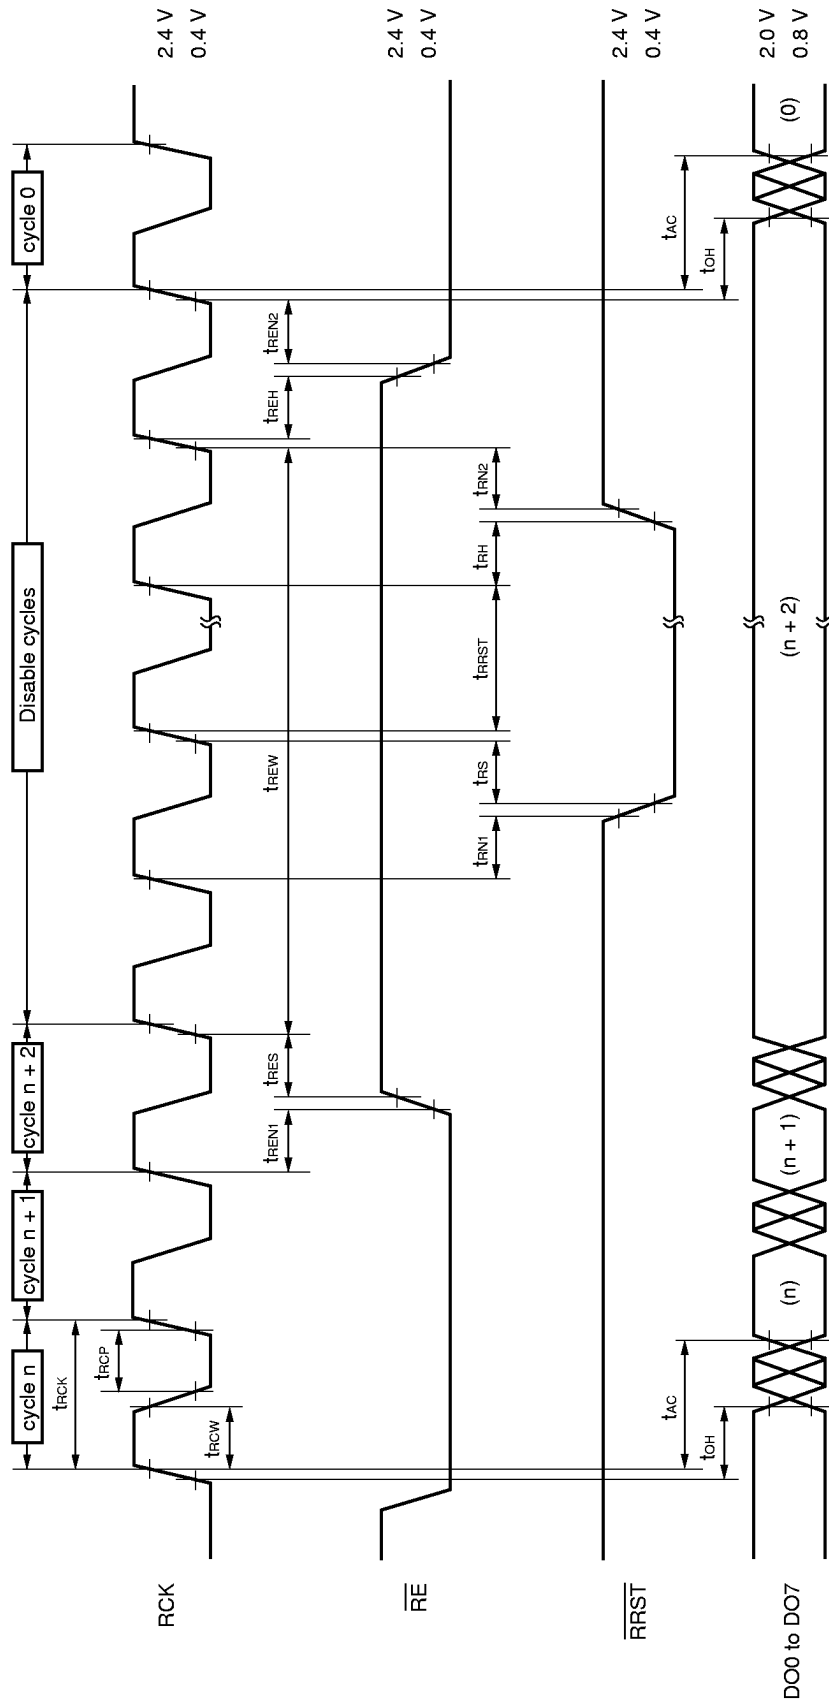 cycle n
cycle n + 1
cycle n + 2
Disable cycles
cycle 0
tRCK
tRCP
tRCW
RCK
2.4 V
0.4 V
tREN1
tRES
tREW
tREH
tREN2
RE
2.4 V
0.4 V
tRN1
tRS
tRRST
tRH
tRN2
RRST
2.4 V
0.4 V
tAC
tOH
tAC
tOH
DO0 to DO7
(n)
(n + 1)
(n + 2)
(0)
2.0 V
0.8 V